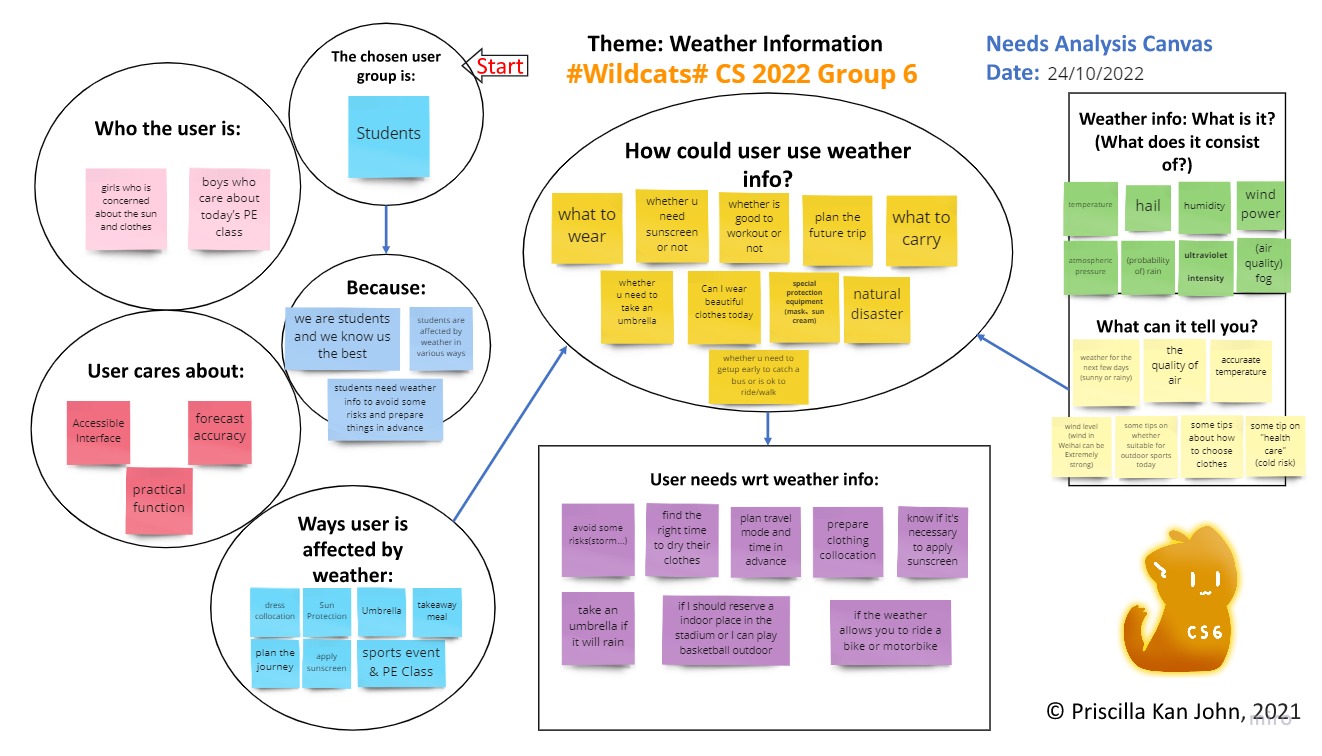 Theme: Weather Information
#Wildcats# CS 2022 Group 6
Needs Analysis Canvas
Date: 24/10/2022
Start
The chosen user
group is:
Students
Who the user is:
girls who is
concerned
about the sun
and clothes
boys who
care about
today's PE
class
Because:
we are students
and we know us
the best
students are
affected by
weather in
various ways
students need weather
info to avoid some
risks and prepare
things in advance
User cares about:
Accessible
Interface
forecast
accuracy
practical
function
Ways user is
affected by
weather:
dress
collocation
Sun
Protection
Umbrella
takeaway
meal
plan the
journey
apply
sunscreen
sports event
& PE Class
How could user use weather
info?
what to
wear
whether u
need
sunscreen
or not
whether is
good to
workout or
not
plan the
future trip
what to
carry
whether
u need to
take an
umbrella
Can I wear
beautiful
clothes today
special
protection
equipment
(mask、sun
cream)
natural
disaster
whether u need to
getup early to catch a
bus or is ok to
ride/walk
User needs wrt weather info:
avoid some
risks(storm...)
find the
right time
to dry their
clothes
plan travel
mode and
time in
advance
prepare
clothing
collocation
know if it's
necessary
to apply
sunscreen
take an
umbrella if
it will rain
if I should reserve a
indoor place in the
stadium or I can play
basketball outdoor
if the weather
allows you to ride a
bike or motorbike
Weather info: What is it?
(What does it consist
of?)
temperature
hail
humidity
wind
power
atmospheric
pressure
(probability
of) rain
ultraviolet
intensity
(air
quality)
fog
What can it tell you?
weather for the
next few days
(sunny or rainy)
the
quality of
air
accuraate
temperature
wind level
(wind in
Weihai can be
Extremely
strong)
some tips on
whether
suitable for
outdoor sports
today
some tips
about how
to choose
clothes
some tip on
"health
care"
(cold risk)
CS6
© Priscilla Kan John, 2021
miro